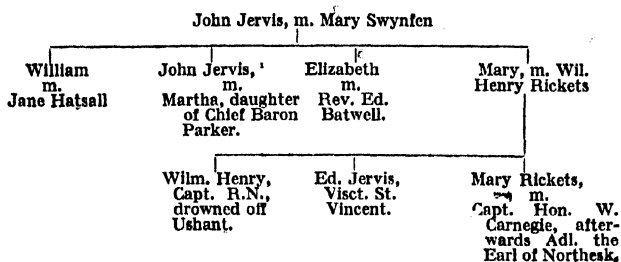 John Jervis, m. Mary Swynfen
William
m.
Jane Hatsall
John Jervis, ¹
m.
Martha, daughter
of Chief Baron
Parker.
Elizabeth
m.
Rev. Ed.
Batwell.
Mary, m. Wil.
Henry Rickets
Wilm. Henry,
Capt. R.N.,
drowned off
Ushant.
Ed. Jervis,
Visct. St.
Vincent.
Mary Rickets,
m.
Capt. Hon. W.
Carnegie, after-
wards Adl. the
Earl of Northesk.